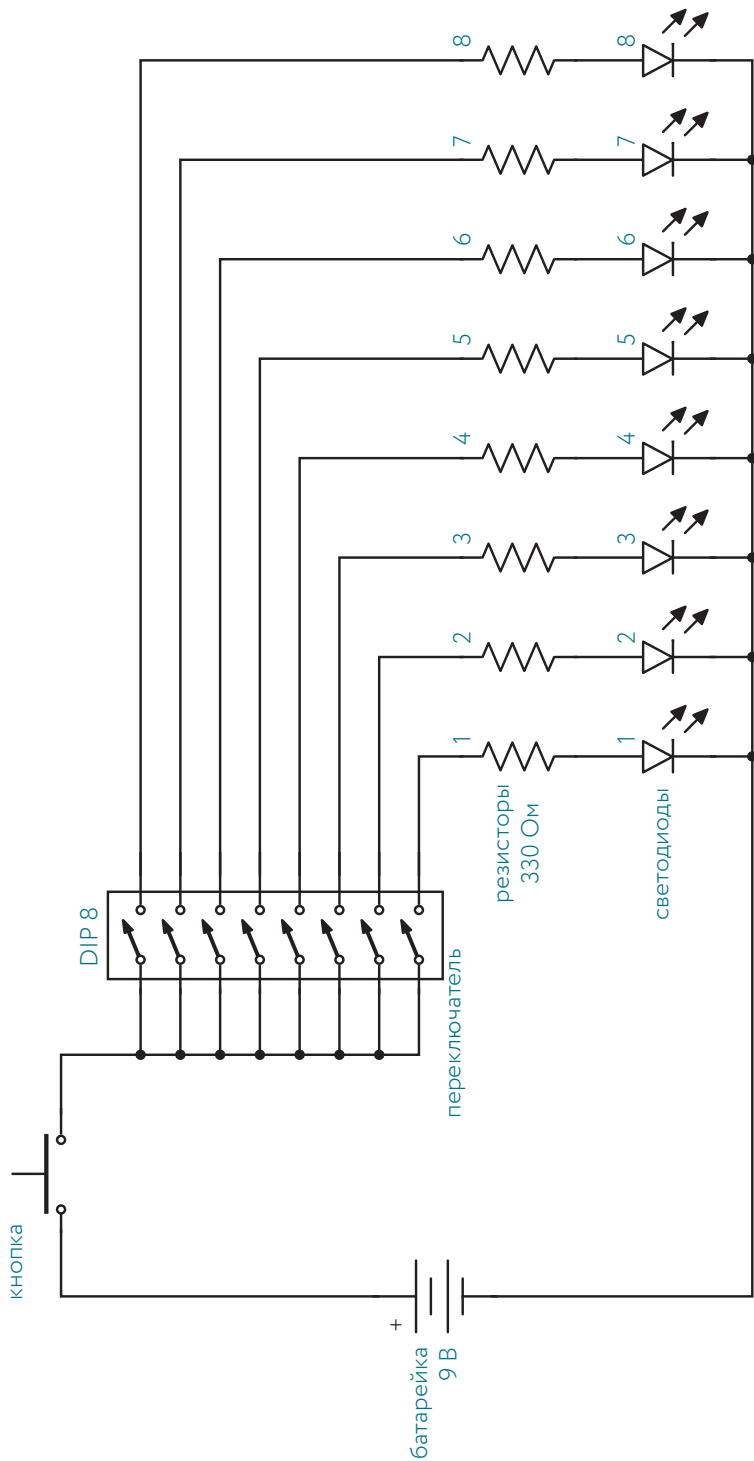 кнопка
DIP 8
переключатель
+
батарейка
9 В
резисторы
330 Ом
светодиоды
1
2
3
4
5
6
7
8
1
2
3
4
5
6
7
8